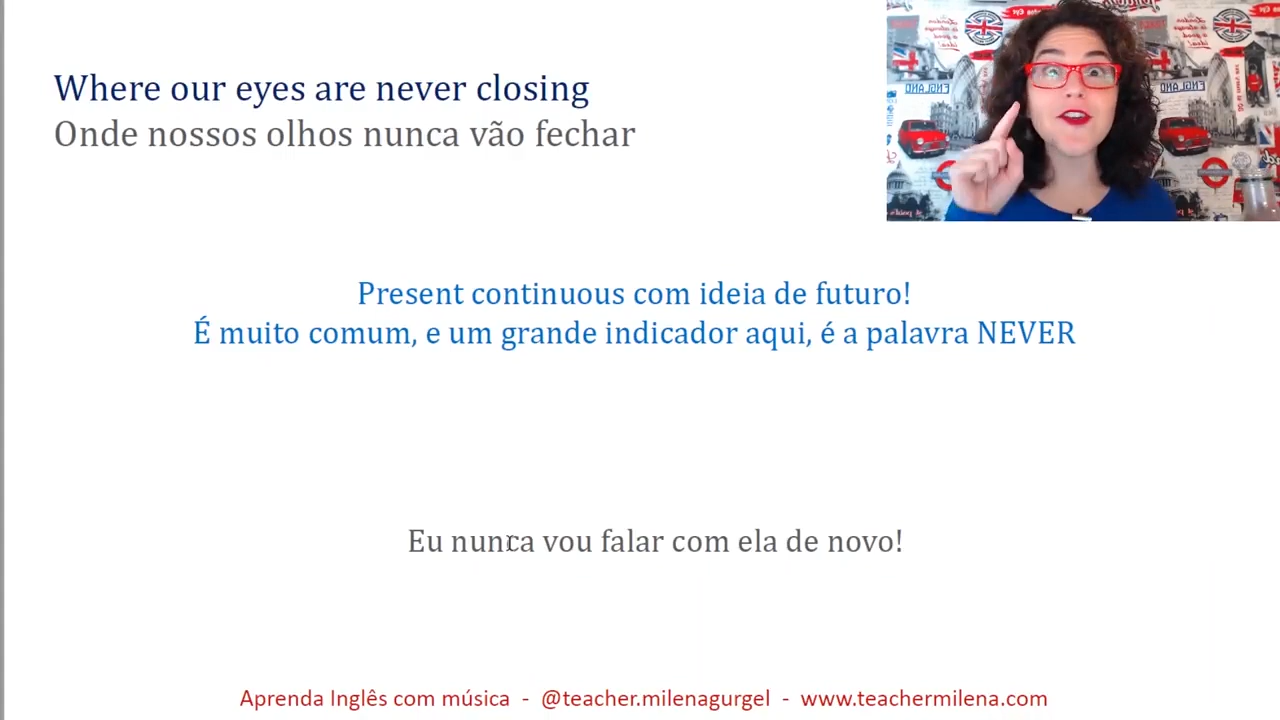 Where our eyes are never closing
Onde nossos olhos nunca vão fechar
ENGLAND
ENGLAND
Present continuous com ideia de futuro!
É muito comum, e um grande indicador aqui, é a palavra NEVER
Eu nunca vou falar com ela de novo!
Aprenda Inglês com música - @teacher.milenagurgel - www.teachermilena.com